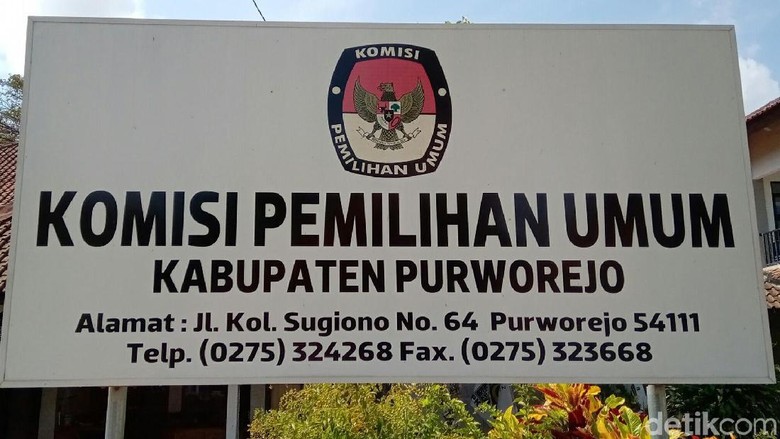 KOMISI
PEMILIHAN UMUM
KOMISI PEMILIHAN UMUM
KABUPATEN PURWOREJO
Alamat : Jl. Kol. Sugiono No. 64 Purworejo 54111
Telp. (0275) 324268 Fax. (0275) 323668
detikcom